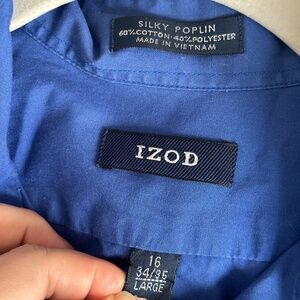 SILKY POPLIN
60% COTTON · 40% POLYESTER
MADE IN VIETNAM
IZOD
16
34/35
LARGE